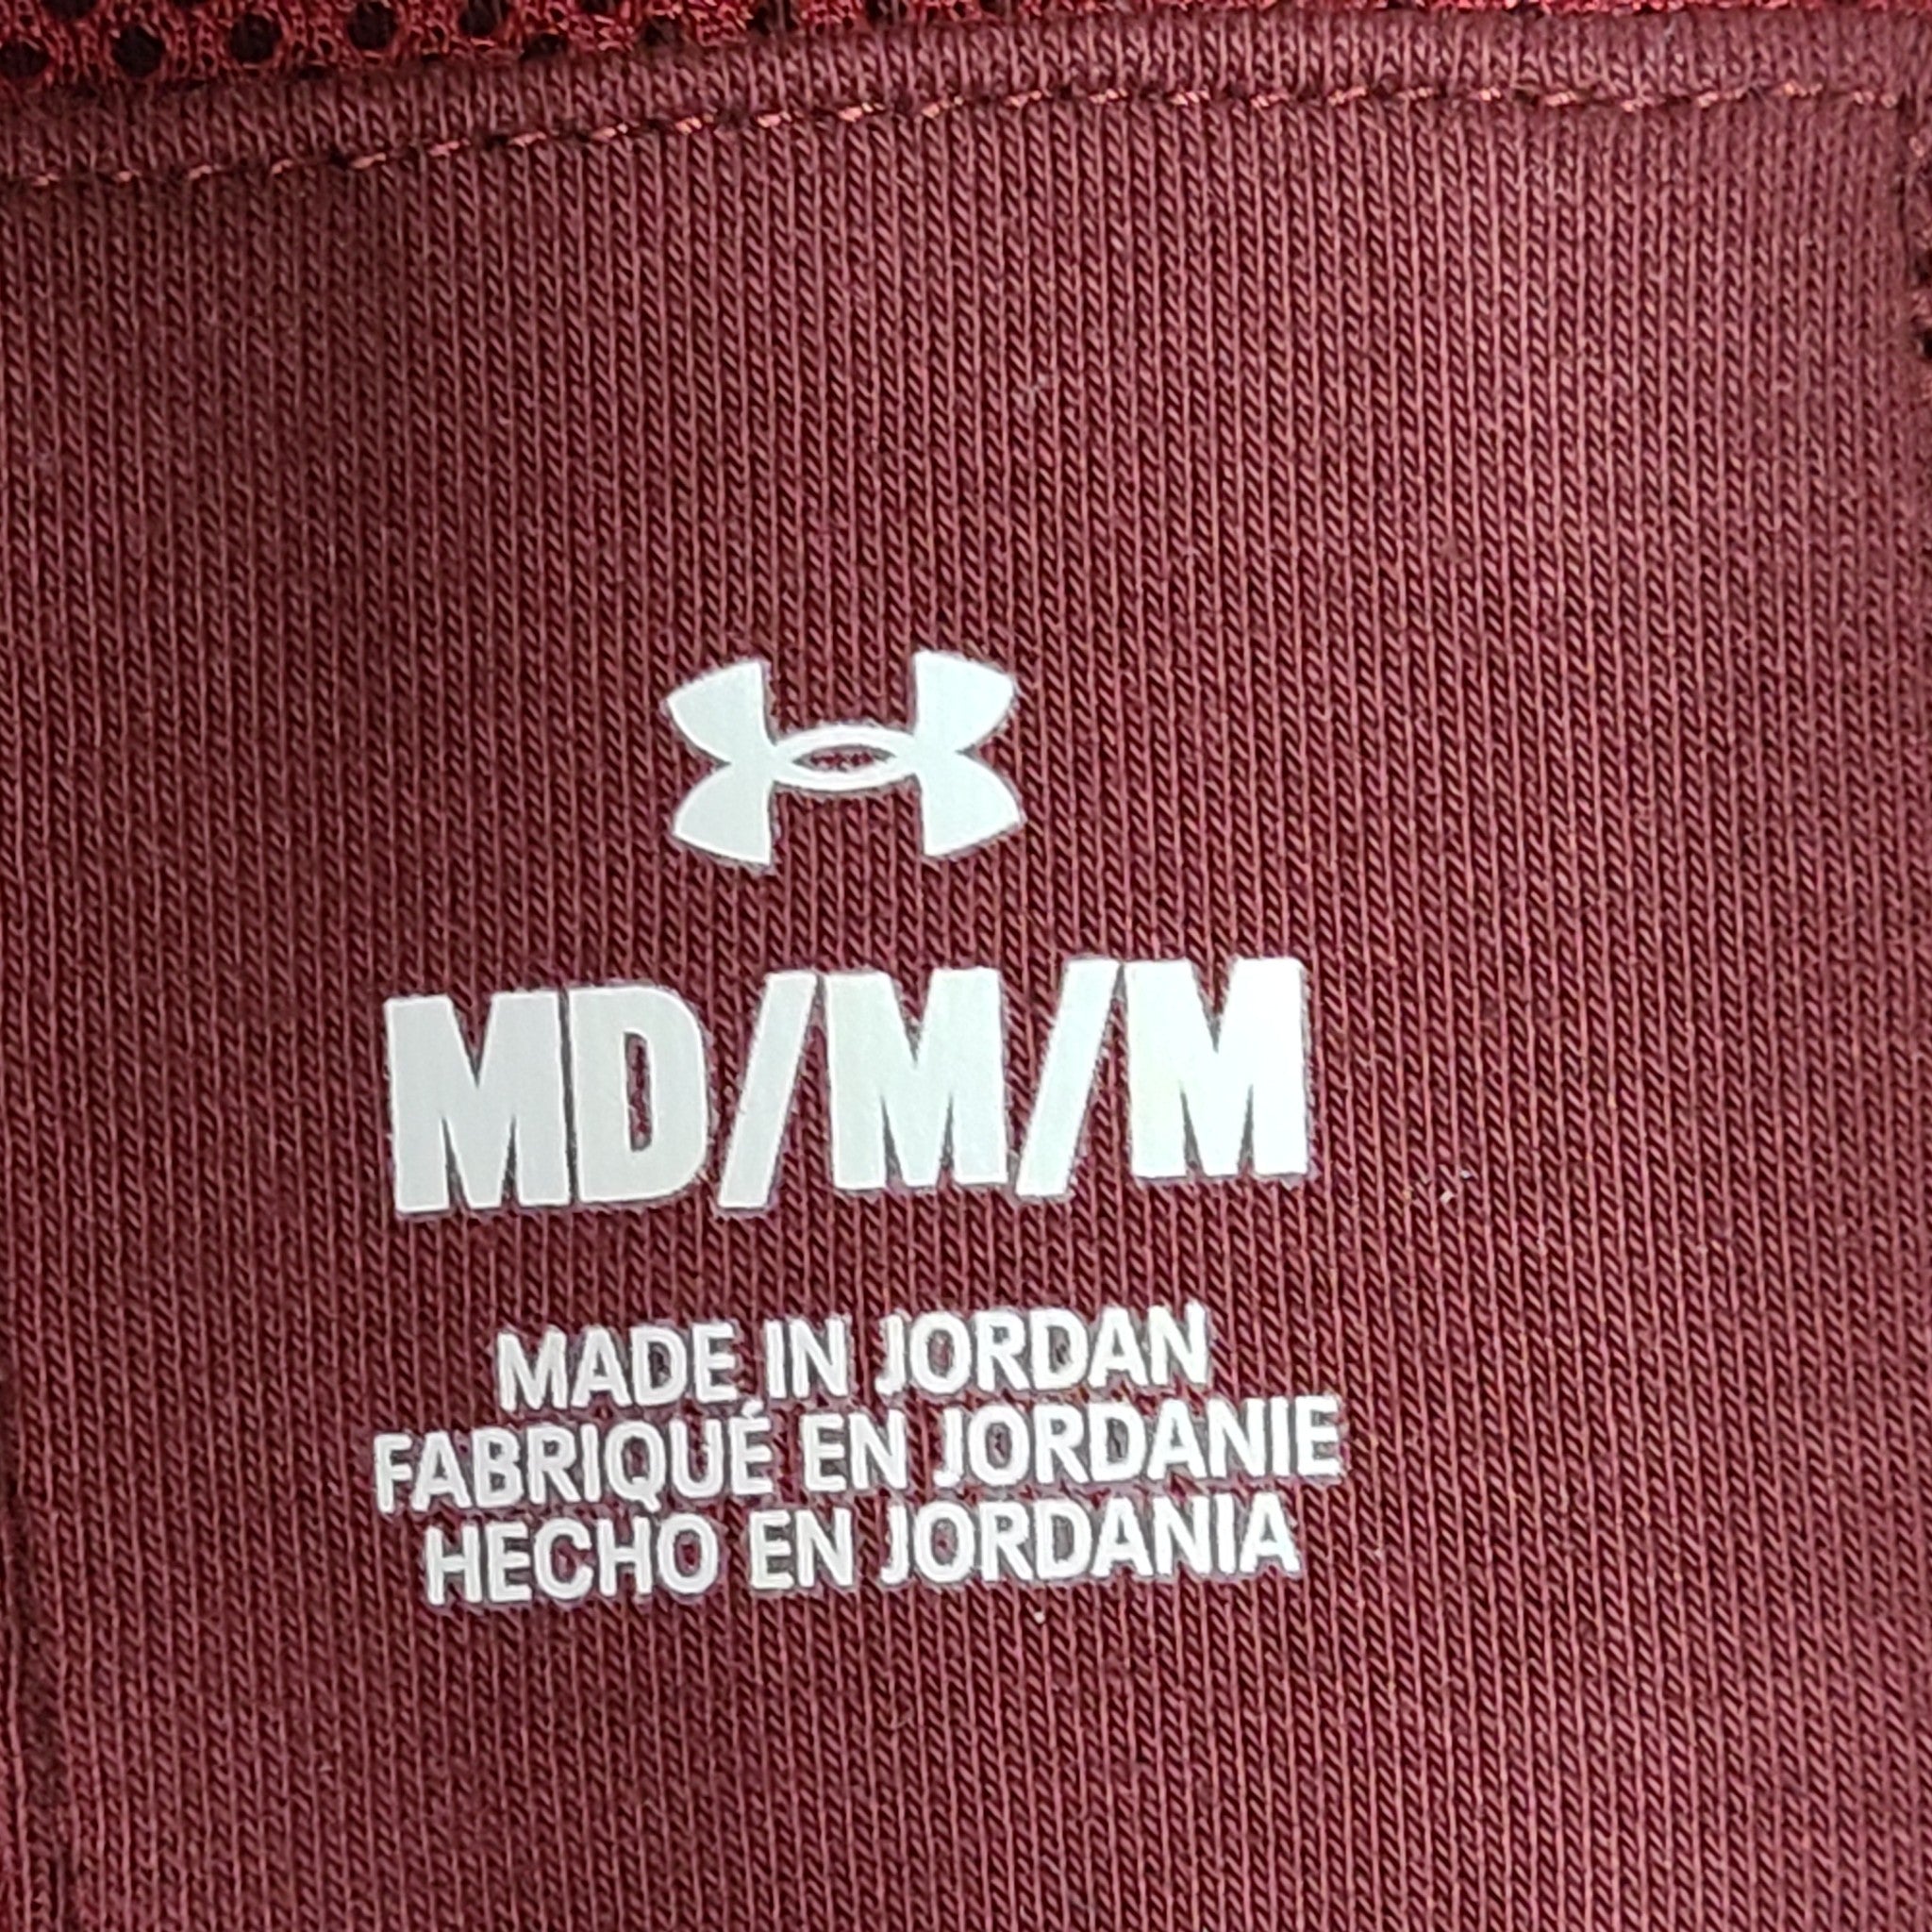 MD/M/M
MADE IN JORDAN
FABRIQUÉ EN JORDANIE
HECHO EN JORDANIA